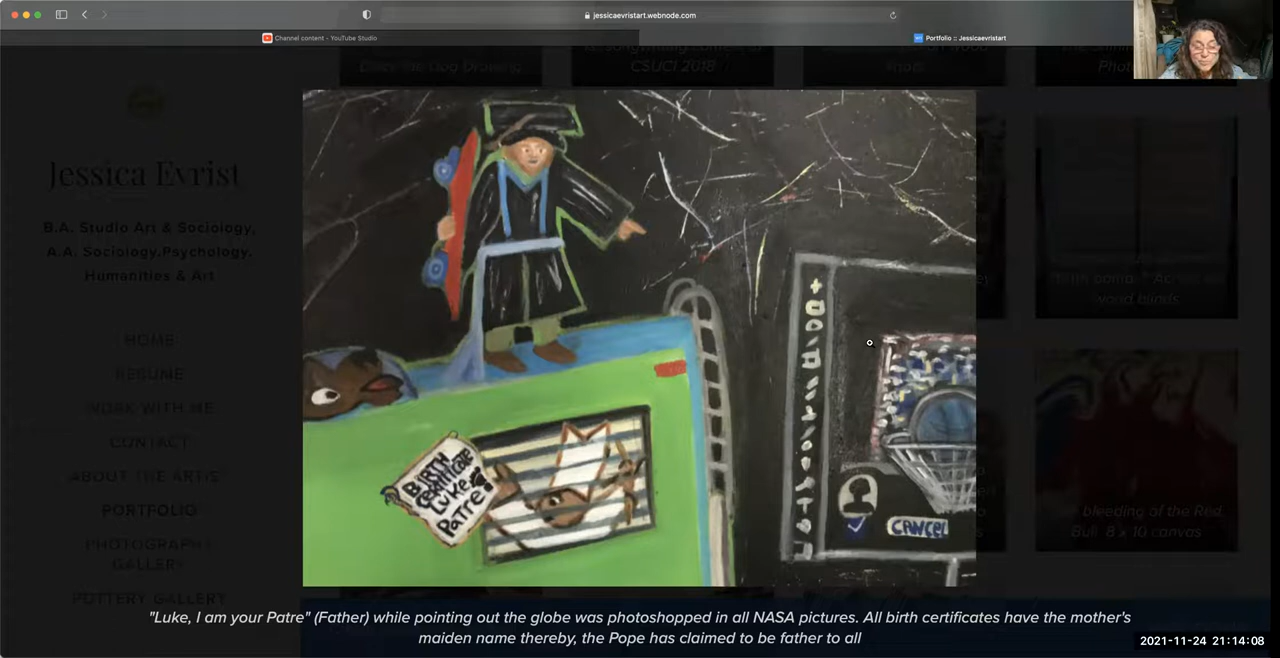 jessicaevristart.webnode.com
Channel content - YouTube Studio
Portfolio :: Jessicaevristart
CSUCI 2018
Jessica Evrist
B.A. Studio Art & Sociology,
A.A. Sociology,Psychology,
Humanities & Art
HOME
RESUME
WORK WITH ME
CONTACT
ABOUT THE ARTIS
PORTFOLIO
PHOTOGRAPHY
GALLERY
POTTERY GALLERY
wood blinds
bleeding of the Red
Bull 8 x 10 canvas
BIRTH
Certificate
Luke
PATRE
CANCEL
"Luke, I am your Patre" (Father) while pointing out the globe was photoshopped in all NASA pictures. All birth certificates have the mother's
maiden name thereby, the Pope has claimed to be father to all
2021-11-24 21:14:08